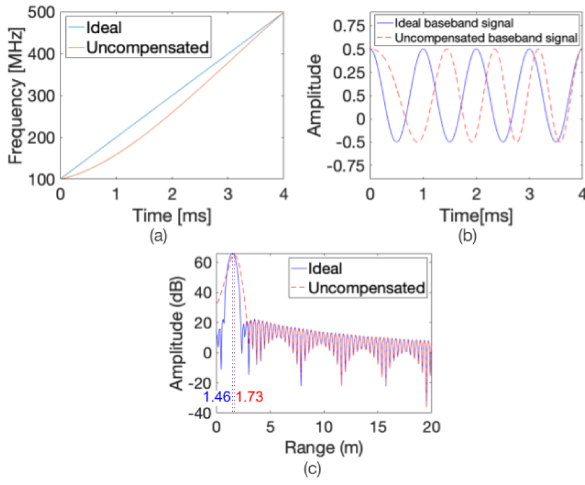 500
400
300
200
100
Frequency [MHz]
Ideal
Uncompensated
0
1
2
3
4
Time [ms]
(a)
0.75
0.5
0.5
0.25
0
-0.5
-0.75
Amplitude
Ideal baseband signal
Uncompensated baseband signal
0
1
2
3
4
Time[ms]
(b)
60
40
20
0
-20
-40
Amplitude (dB)
Ideal
Uncompensated
1.46
1.73
0
5
10
15
20
Range (m)
(c)